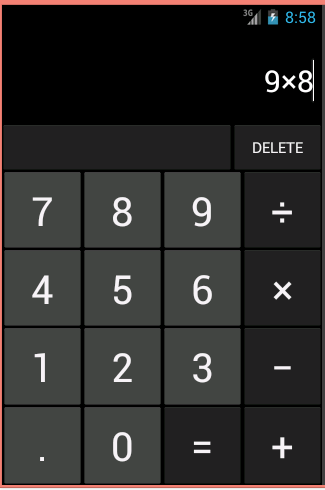 3G 8:58
9×8
DELETE
7 8 9 ÷
4 5 6 ×
1 2 3 −
. 0 = +